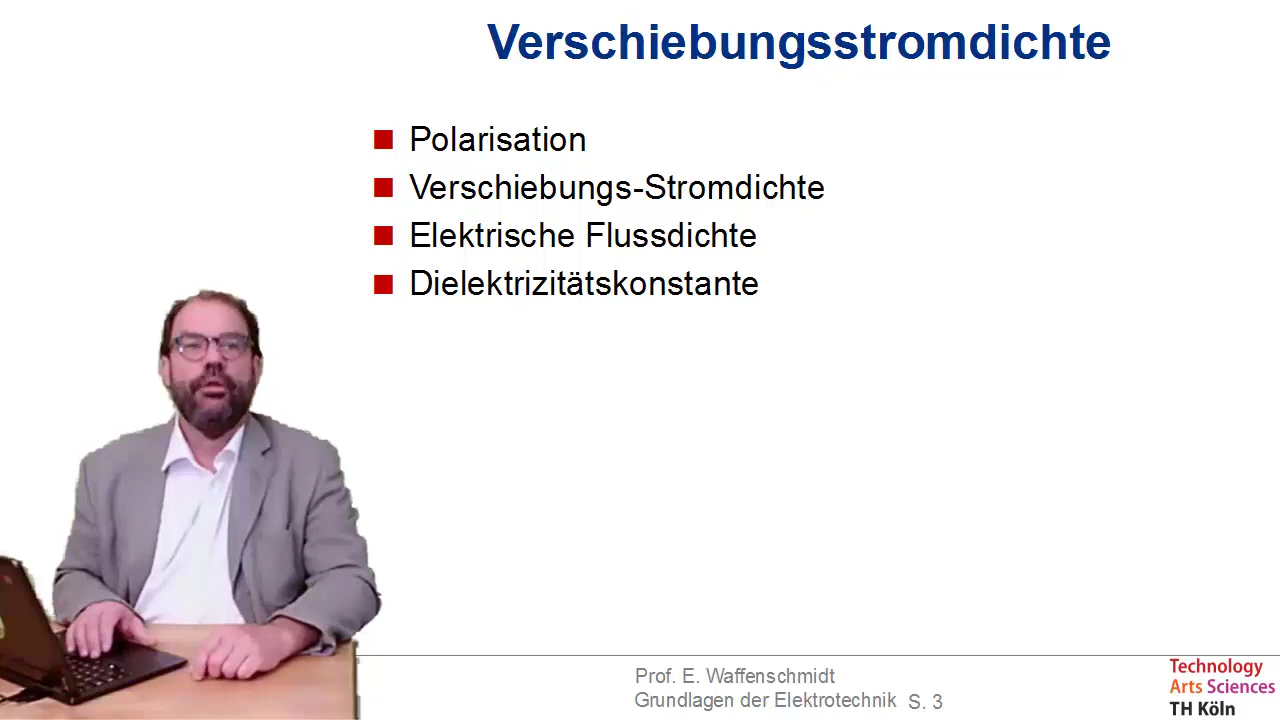 Verschiebungsstromdichte
Polarisation
Verschiebungs-Stromdichte
Elektrische Flussdichte
Dielektrizitätskonstante
Prof. E. Waffenschmidt
Grundlagen der Elektrotechnik S. 3
Technology
Arts Sciences
TH Köln